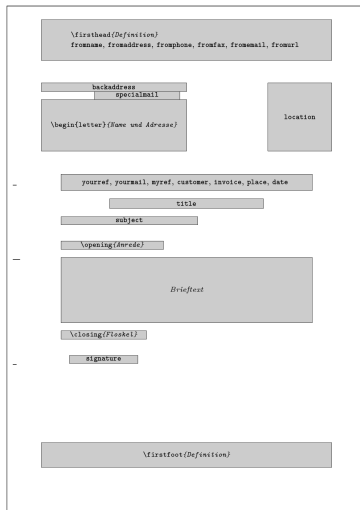 \firsthead{Definition}
fromname, fromaddress, fromphone, fromfax, fromemail, fromurl
backaddress
specialmail
\begin{letter}{Name und Adresse}
location
yourref, yourmail, myref, customer, invoice, place, date
title
subject
\opening{Anrede}
Brieftext
\closing{Floskel}
signature
\firstfoot{Definition}